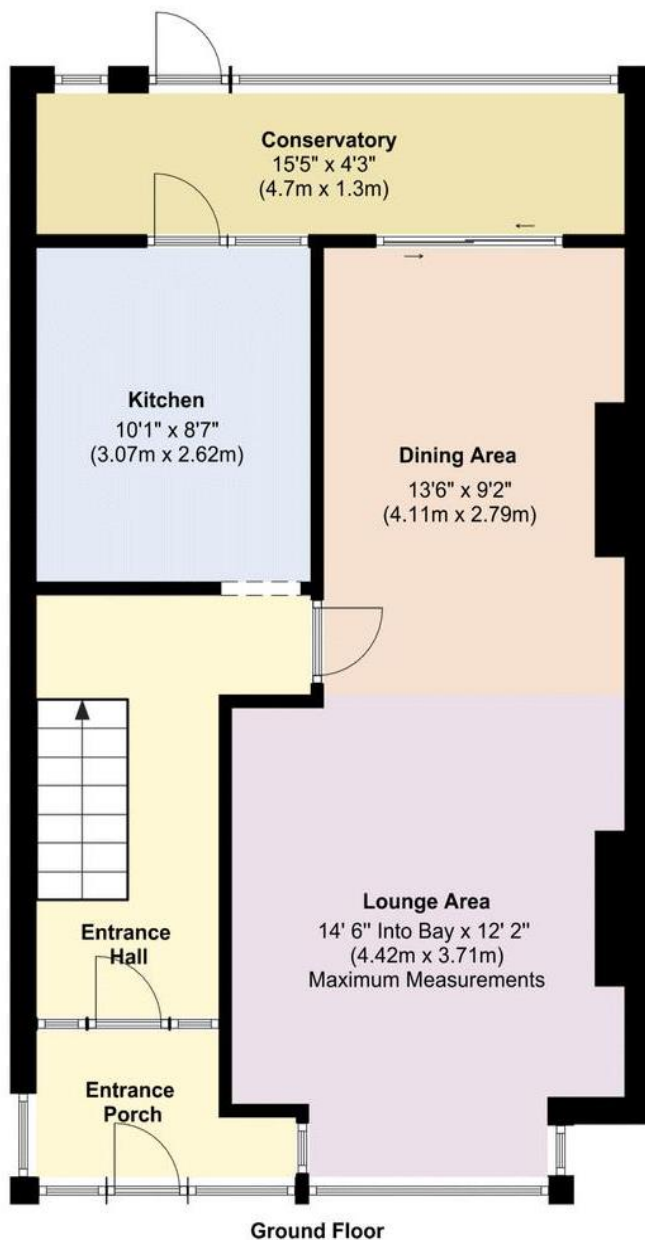 Conservatory
15'5" x 4'3"
(4.7m x 1.3m)
Kitchen
10'1" x 8'7"
(3.07m x 2.62m)
Dining Area
13'6" x 9'2"
(4.11m x 2.79m)
Lounge Area
14' 6" Into Bay x 12' 2"
(4.42m x 3.71m)
Maximum Measurements
Entrance
Hall
Entrance
Porch
Ground Floor